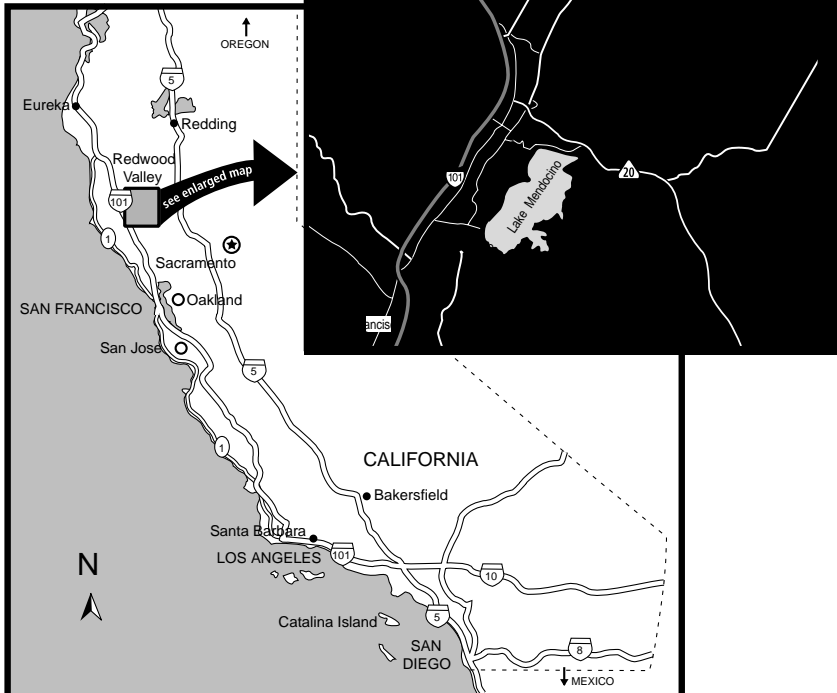 OREGON
5
Eureka
Redding
Redwood
Valley
see enlarged map
101
1
Sacramento
Oakland
SAN FRANCISCO
San Jose
5
1
CALIFORNIA
Bakersfield
Santa Barbara
LOS ANGELES
101
10
N
Catalina Island
5
SAN
DIEGO
8
MEXICO
101
20
Lake Mendocino